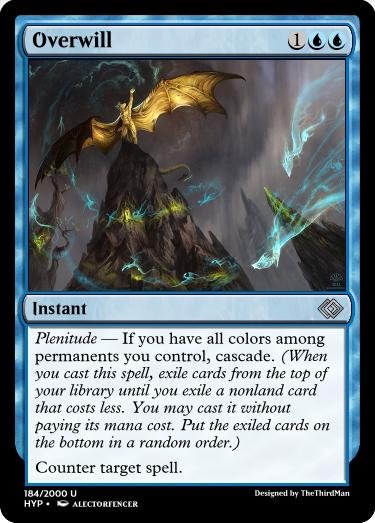 Overwill 1
Instant
Plenitude — If you have all colors among
permanents you control, cascade. (When
you cast this spell, exile cards from the top of
your library until you exile a nonland card
that costs less. You may cast it without
paying its mana cost. Put the exiled cards on
the bottom in a random order.)
Counter target spell.
184/2000 U
Designed by TheThirdMan
HYP • ALECTORFENCER